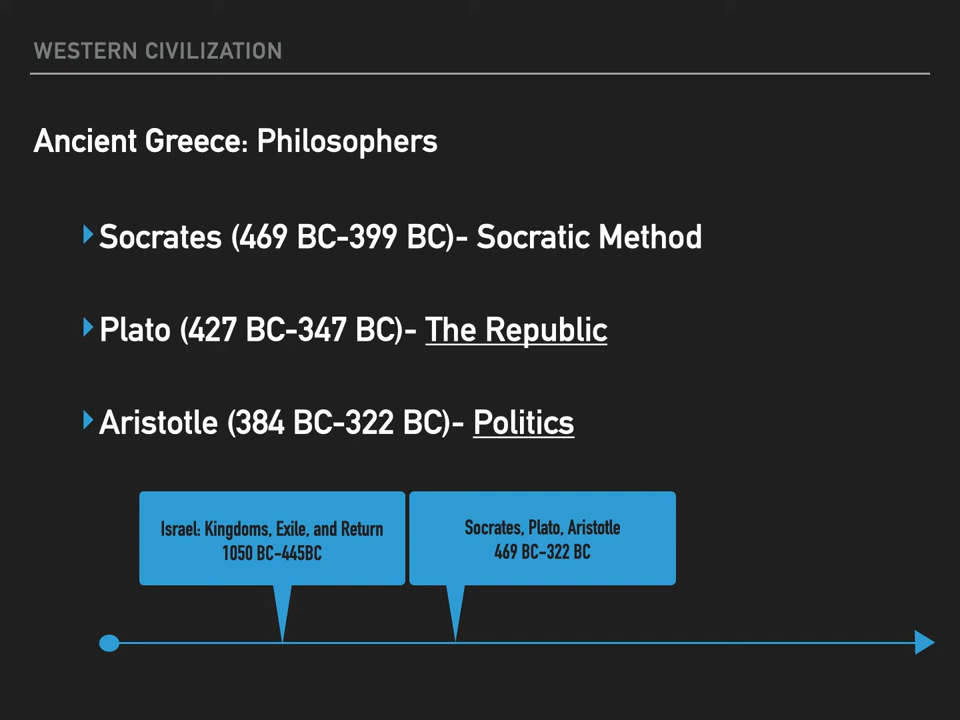 WESTERN CIVILIZATION
Ancient Greece: Philosophers
Socrates (469 BC-399 BC)- Socratic Method
Plato (427 BC-347 BC)- The Republic
Aristotle (384 BC-322 BC)- Politics
Israel: Kingdoms, Exile, and Return
1050 BC-445BC
Socrates, Plato, Aristotle
469 BC-322 BC